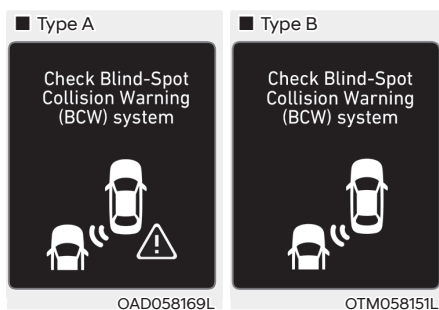 ■ Type A
Check Blind-Spot
Collision Warning
(BCW) system
OAD058169L
■ Type B
Check Blind-Spot
Collision Warning
(BCW) system
OTM058151L